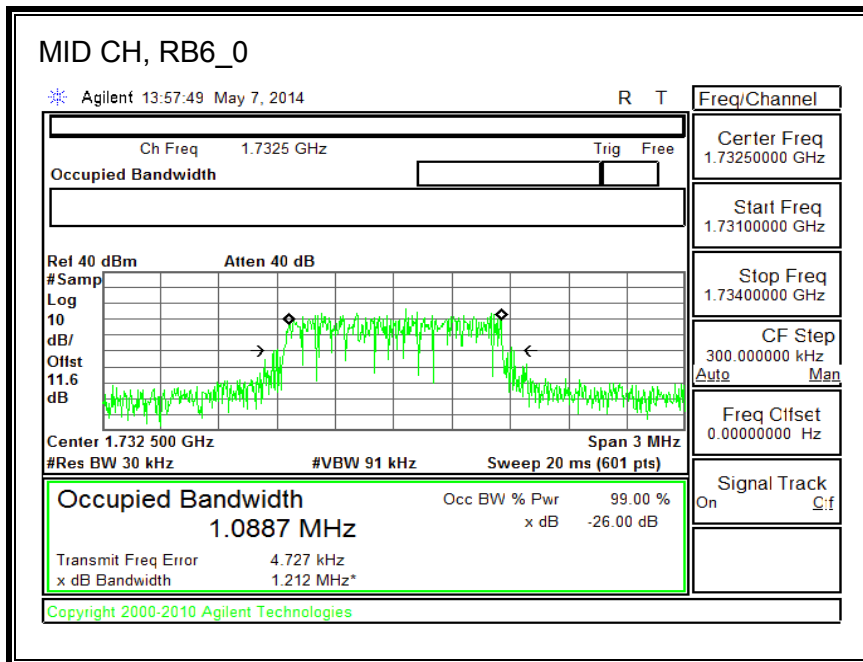 MID CH, RB6_0
Agilent 13:57:49 May 7, 2014 R T
Freq/Channel
Ch Freq 1.7325 GHz Trig Free
Occupied Bandwidth
Center Freq
1.73250000 GHz
Start Freq
1.73100000 GHz
Stop Freq
1.73400000 GHz
CF Step
300.000000 kHz
Auto Man
Freq Offset
0.00000000 Hz
Signal Track
On Off
Ref 40 dBm Atten 40 dB
#Samp
Log
10
dB/
Offst
11.6
dB
Center 1.732 500 GHz Span 3 MHz
#Res BW 30 kHz #VBW 91 kHz Sweep 20 ms (601 pts)
Occupied Bandwidth Occ BW % Pwr 99.00 %
1.0887 MHz x dB -26.00 dB
Transmit Freq Error 4.727 kHz
x dB Bandwidth 1.212 MHz*
Copyright 2000-2010 Agilent Technologies